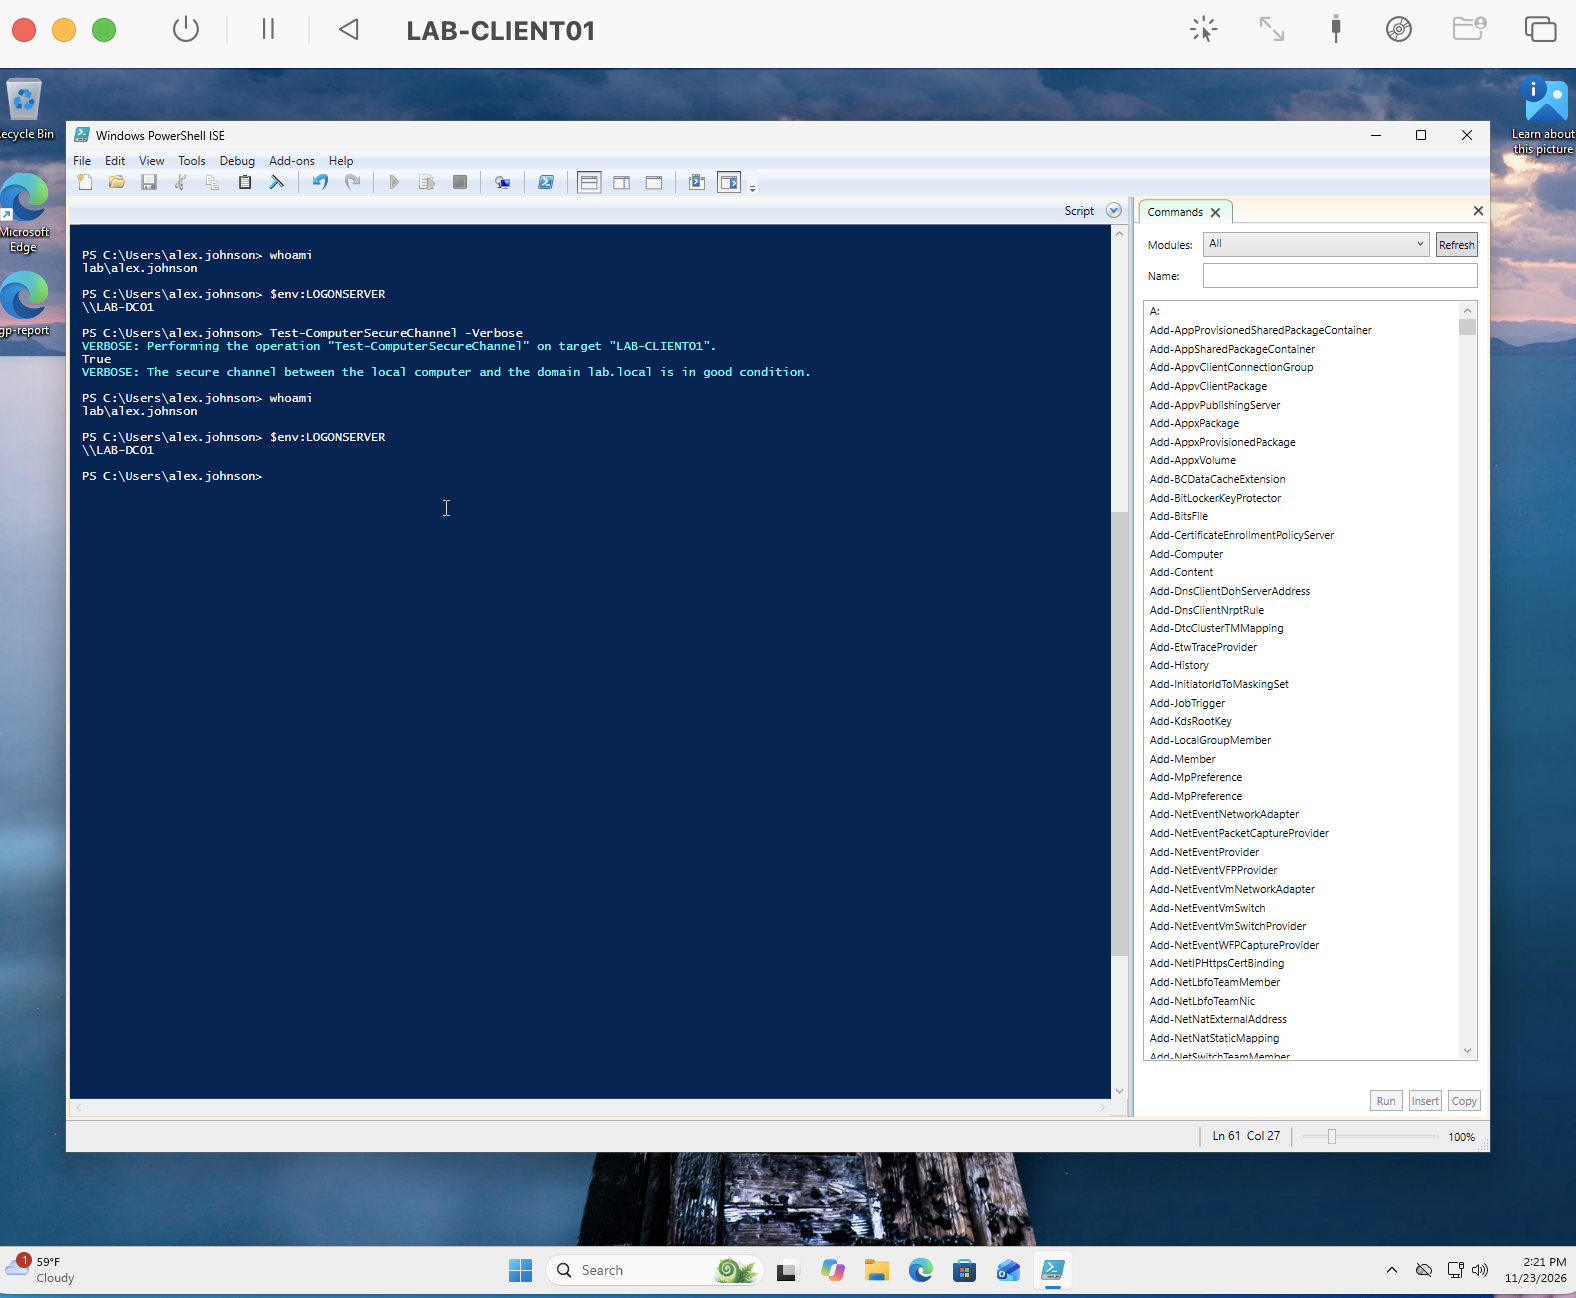 LAB-CLIENT01
ecycle Bin
Microsoft
Edge
gp-report
Learn about
this picture
Windows PowerShell ISE
File Edit View Tools Debug Add-ons Help
Script
PS C:\Users\alex.johnson> whoami
lab\alex.johnson
PS C:\Users\alex.johnson> $env:LOGONSERVER
\\LAB-DC01
PS C:\Users\alex.johnson> Test-ComputerSecureChannel -Verbose
VERBOSE: Performing the operation "Test-ComputerSecureChannel" on target "LAB-CLIENT01".
True
VERBOSE: The secure channel between the local computer and the domain lab.local is in good condition.
PS C:\Users\alex.johnson> whoami
lab\alex.johnson
PS C:\Users\alex.johnson> $env:LOGONSERVER
\\LAB-DC01
PS C:\Users\alex.johnson>
Commands
Modules: All Refresh
Name:
A:
Add-AppProvisionedSharedPackageContainer
Add-AppSharedPackageContainer
Add-AppvClientConnectionGroup
Add-AppvClientPackage
Add-AppvPublishingServer
Add-AppxPackage
Add-AppxProvisionedPackage
Add-AppxVolume
Add-BCDataCacheExtension
Add-BitLockerKeyProtector
Add-BitsFile
Add-CertificateEnrollmentPolicyServer
Add-Computer
Add-Content
Add-DnsClientDohServerAddress
Add-DnsClientNrptRule
Add-DtcClusterTMMapping
Add-EtwTraceProvider
Add-History
Add-InitiatorIdToMaskingSet
Add-JobTrigger
Add-KdsRootKey
Add-LocalGroupMember
Add-Member
Add-MpPreference
Add-MpPreference
Add-NetEventNetworkAdapter
Add-NetEventPacketCaptureProvider
Add-NetEventProvider
Add-NetEventVFPProvider
Add-NetEventVmNetworkAdapter
Add-NetEventVmSwitch
Add-NetEventVmSwitchProvider
Add-NetEventWFPCaptureProvider
Add-NetIPHttpsCertBinding
Add-NetLbfoTeamMember
Add-NetLbfoTeamNic
Add-NetNatExternalAddress
Add-NetNatStaticMapping
Add-NetSwitchTeamMember
Run Insert Copy
Ln 61 Col 27 100%
1
59°F
Cloudy
Search
2:21 PM
11/23/2026